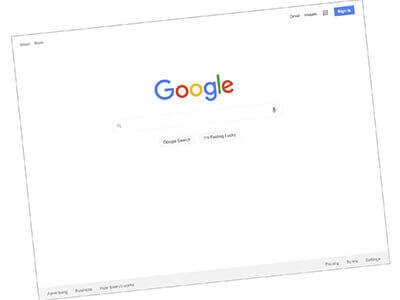 About Store
Gmail Images Sign in
Google
Google Search I'm Feeling Lucky
Advertising Business How Search works
Privacy Terms Settings